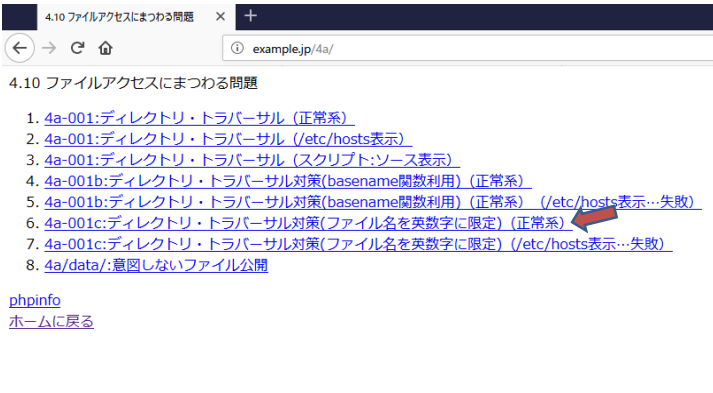 4.10 ファイルアクセスにまつわる問題
example.jp/4a/
4.10 ファイルアクセスにまつわる問題
1. 4a-001:ディレクトリ・トラバーサル（正常系）
2. 4a-001:ディレクトリ・トラバーサル（/etc/hosts表示）
3. 4a-001:ディレクトリ・トラバーサル（スクリプト:ソース表示）
4. 4a-001b:ディレクトリ・トラバーサル対策(basename関数利用)（正常系）
5. 4a-001b:ディレクトリ・トラバーサル対策(basename関数利用)（正常系）（/etc/hosts表示…失敗）
6. 4a-001c:ディレクトリ・トラバーサル対策(ファイル名を英数字に限定)（正常系）
7. 4a-001c:ディレクトリ・トラバーサル対策(ファイル名を英数字に限定)（/etc/hosts表示…失敗）
8. 4a/data/:意図しないファイル公開
phpinfo
ホームに戻る